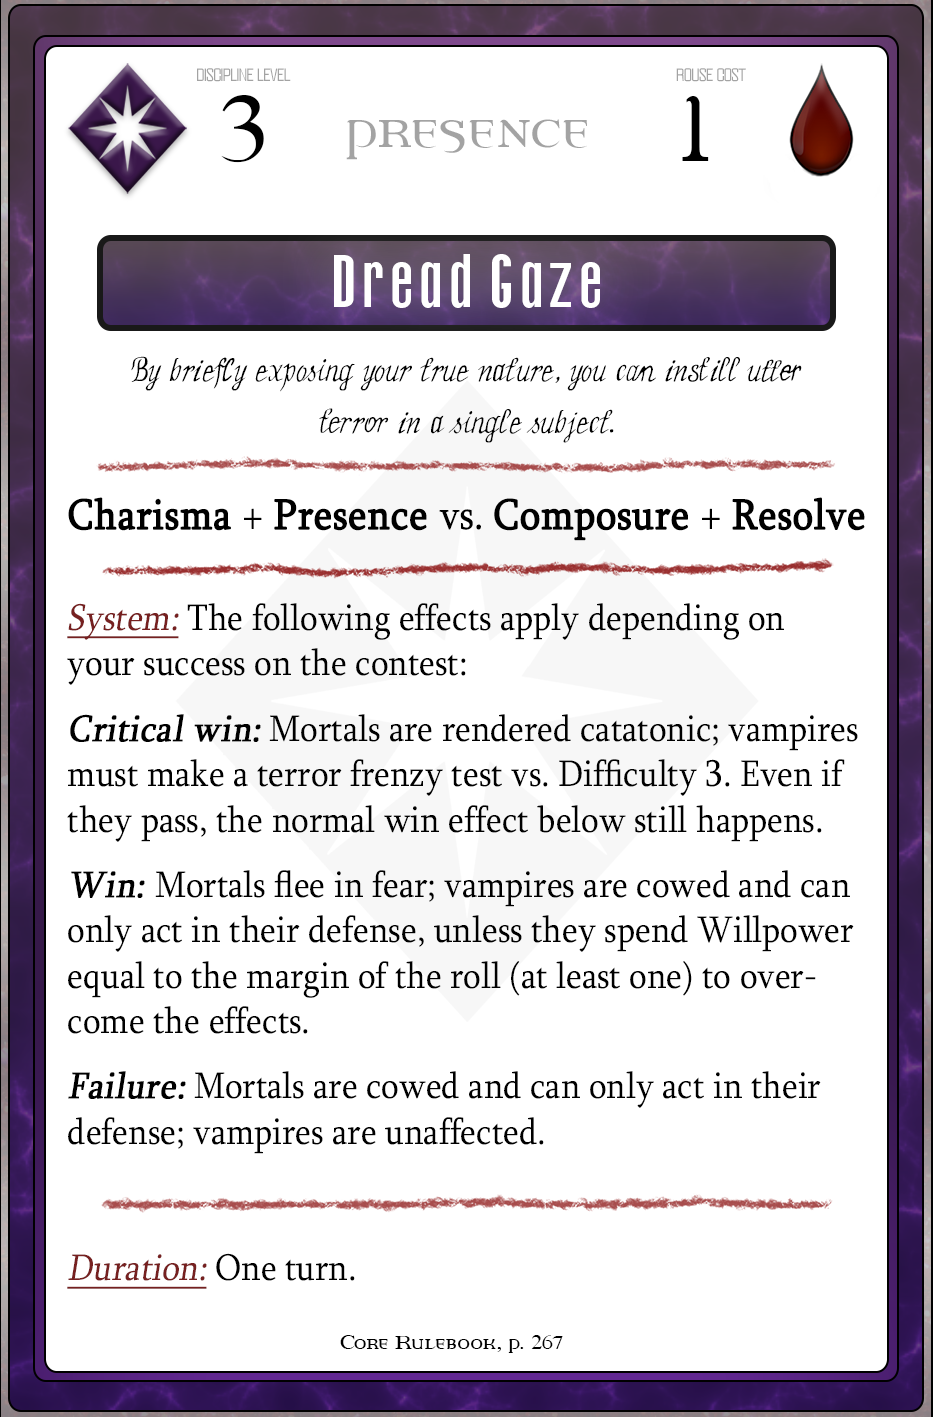 DISCIPLINE LEVEL
3
PRESENCE
ROUSE COST
1
Dread Gaze
By briefly exposing your true nature, you can instill utter
terror in a single subject.
Charisma + Presence vs. Composure + Resolve
System: The following effects apply depending on
your success on the contest:
Critical win: Mortals are rendered catatonic; vampires
must make a terror frenzy test vs. Difficulty 3. Even if
they pass, the normal win effect below still happens.
Win: Mortals flee in fear; vampires are cowed and can
only act in their defense, unless they spend Willpower
equal to the margin of the roll (at least one) to over-
come the effects.
Failure: Mortals are cowed and can only act in their
defense; vampires are unaffected.
Duration: One turn.
Core Rulebook, p. 267